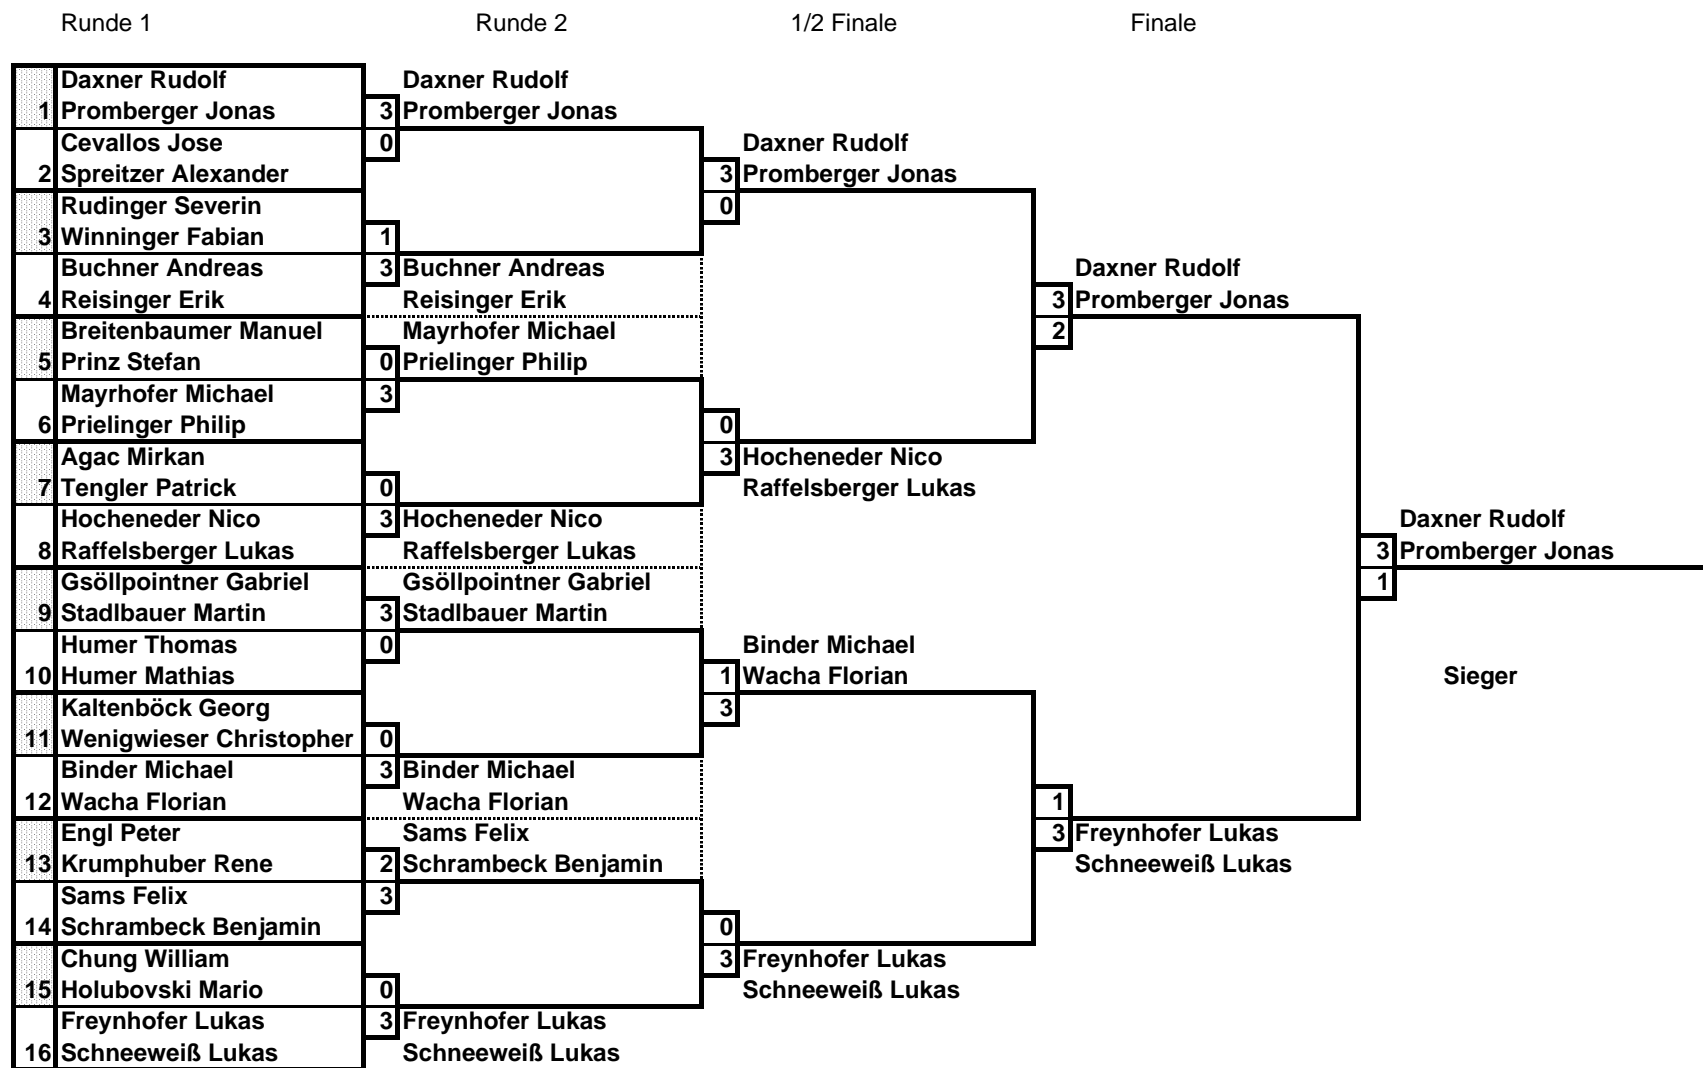 Runde 1 Runde 2 1/2 Finale Finale
Daxner Rudolf Daxner Rudolf
1 Promberger Jonas 3 Promberger Jonas
Cevallos Jose 0 Daxner Rudolf
2 Spreitzer Alexander 3 Promberger Jonas
Rudinger Severin 0
3 Winninger Fabian 1
Buchner Andreas 3 Buchner Andreas Daxner Rudolf
4 Reisinger Erik Reisinger Erik 3 Promberger Jonas
Breitenbaumer Manuel Mayrhofer Michael 2
5 Prinz Stefan 0 Prielinger Philip
Mayrhofer Michael 3
6 Prielinger Philip 0
Agac Mirkan 3 Hocheneder Nico
7 Tengler Patrick 0 Raffelsberger Lukas
Hocheneder Nico 3 Hocheneder Nico Daxner Rudolf
8 Raffelsberger Lukas Raffelsberger Lukas 3 Promberger Jonas
Gsöllpointner Gabriel Gsöllpointner Gabriel 1
9 Stadlbauer Martin 3 Stadlbauer Martin
Humer Thomas 0 Binder Michael
10 Humer Mathias 1 Wacha Florian Sieger
Kaltenböck Georg 3
11 Wenigwieser Christopher 0
Binder Michael 3 Binder Michael
12 Wacha Florian Wacha Florian 1
Engl Peter Sams Felix 3 Freynhofer Lukas
13 Krumphuber Rene 2 Schrambeck Benjamin Schneeweiß Lukas
Sams Felix 3
14 Schrambeck Benjamin 0
Chung William 3 Freynhofer Lukas
15 Holubovski Mario 0 Schneeweiß Lukas
Freynhofer Lukas 3 Freynhofer Lukas
16 Schneeweiß Lukas Schneeweiß Lukas